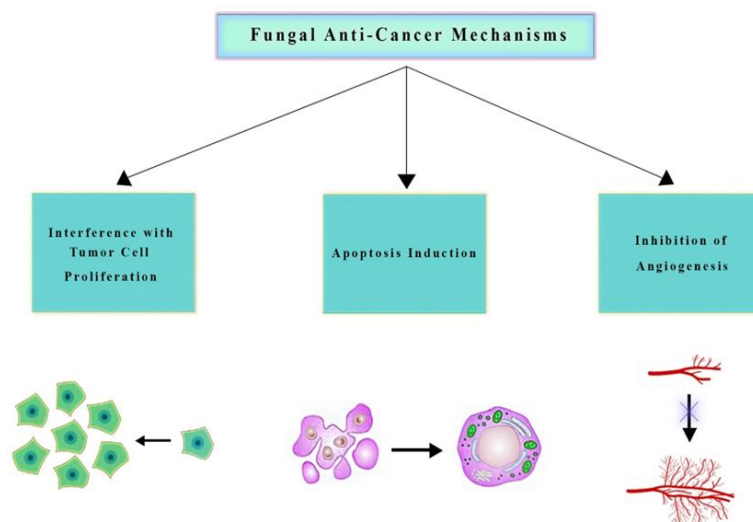 Fungal Anti-Cancer Mechanisms
Interference with
Tumor Cell
Proliferation
Apoptosis Induction
Inhibition of
Angiogenesis